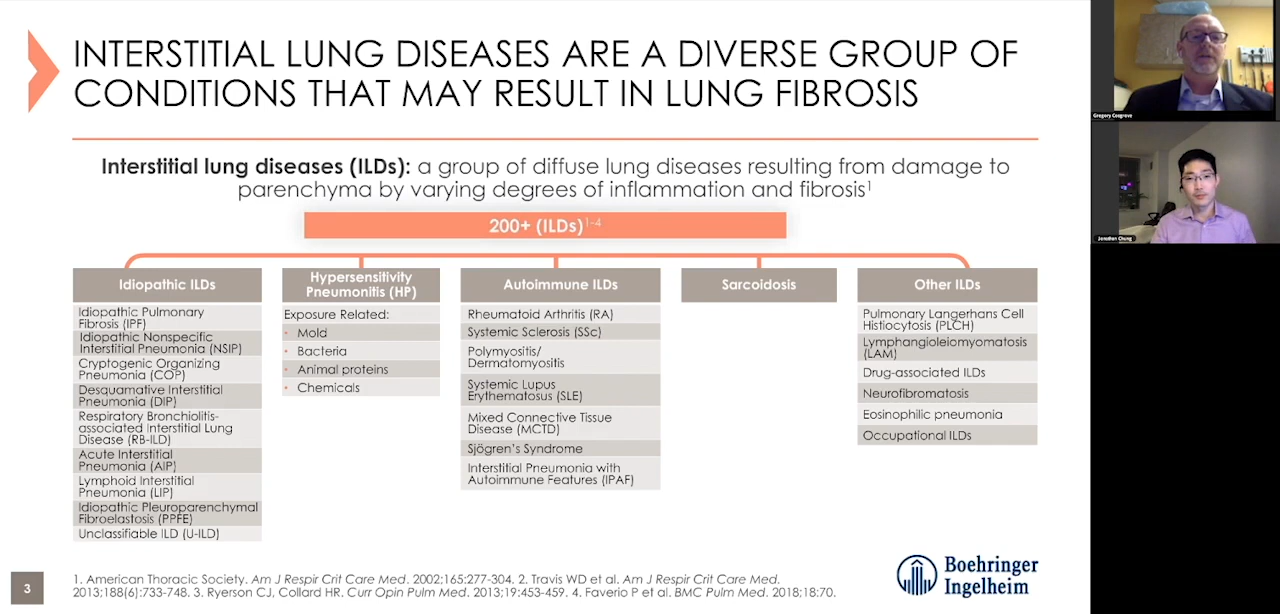 INTERSTITIAL LUNG DISEASES ARE A DIVERSE GROUP OF
CONDITIONS THAT MAY RESULT IN LUNG FIBROSIS
Interstitial lung diseases (ILDs): a group of diffuse lung diseases resulting from damage to
parenchyma by varying degrees of inflammation and fibrosis1
200+ (ILDs)1-4
Idiopathic ILDs
Idiopathic Pulmonary
Fibrosis (IPF)
Idiopathic Nonspecific
Interstitial Pneumonia (NSIP)
Cryptogenic Organizing
Pneumonia (COP)
Desquamative Interstitial
Pneumonia (DIP)
Respiratory Bronchiolitis-
associated Interstitial Lung
Disease (RB-ILD)
Acute Interstitial
Pneumonia (AIP)
Lymphoid Interstitial
Pneumonia (LIP)
Idiopathic Pleuroparenchymal
Fibroelastosis (PPFE)
Unclassifiable ILD (U-ILD)
Hypersensitivity
Pneumonitis (HP)
Exposure Related:
• Mold
• Bacteria
• Animal proteins
• Chemicals
Autoimmune ILDs
Rheumatoid Arthritis (RA)
Systemic Sclerosis (SSc)
Polymyositis/
Dermatomyositis
Systemic Lupus
Erythematosus (SLE)
Mixed Connective Tissue
Disease (MCTD)
Sjögren's Syndrome
Interstitial Pneumonia with
Autoimmune Features (IPAF)
Sarcoidosis
Other ILDs
Pulmonary Langerhans Cell
Histiocytosis (PLCH)
Lymphangioleiomyomatosis
(LAM)
Drug-associated ILDs
Neurofibromatosis
Eosinophilic pneumonia
Occupational ILDs
3
1. American Thoracic Society. Am J Respir Crit Care Med. 2002;165:277-304. 2. Travis WD et al. Am J Respir Crit Care Med.
2013;188(6):733-748. 3. Ryerson CJ, Collard HR. Curr Opin Pulm Med. 2013;19:453-459. 4. Faverio P et al. BMC Pulm Med. 2018;18:70.
Boehringer
Ingelheim
Gregory Cosgrove
Jonathan Chung